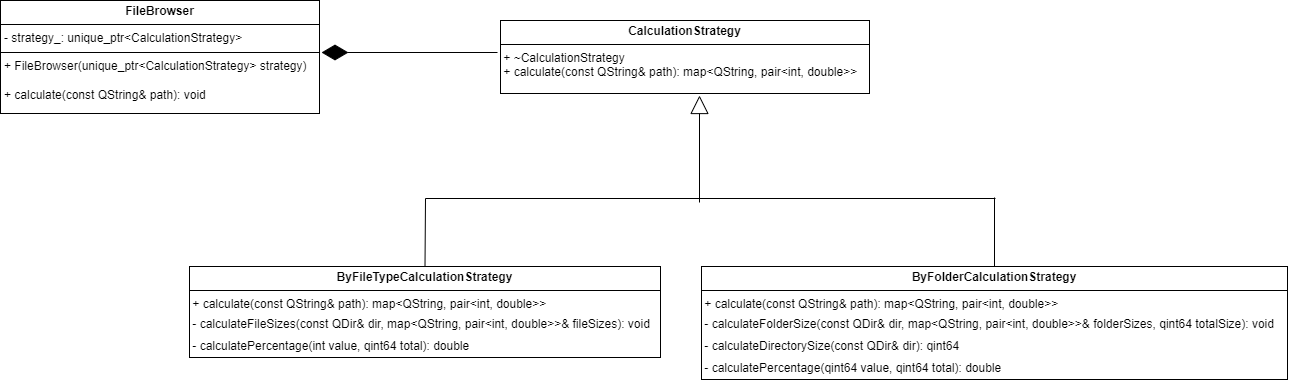 FileBrowser
- strategy_: unique_ptr<CalculationStrategy>
+ FileBrowser(unique_ptr<CalculationStrategy> strategy)
+ calculate(const QString& path): void
CalculationStrategy
+ ~CalculationStrategy
+ calculate(const QString& path): map<QString, pair<int, double>>
ByFileTypeCalculationStrategy
+ calculate(const QString& path): map<QString, pair<int, double>>
- calculateFileSizes(const QDir& dir, map<QString, pair<int, double>>& fileSizes): void
- calculatePercentage(int value, qint64 total): double
ByFolderCalculationStrategy
+ calculate(const QString& path): map<QString, pair<int, double>>
- calculateFolderSize(const QDir& dir, map<QString, pair<int, double>>& folderSizes, qint64 totalSize): void
- calculateDirectorySize(const QDir& dir): qint64
- calculatePercentage(qint64 value, qint64 total): double